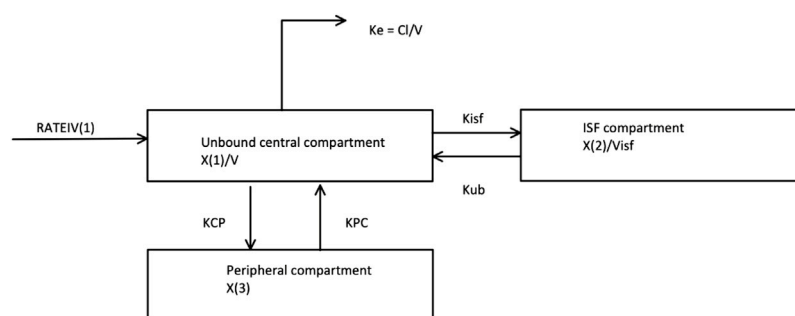 Ke = Cl/V
RATEIV(1)
Unbound central compartment
X(1)/V
Kisf
ISF compartment
X(2)/Visf
Kub
KCP
KPC
Peripheral compartment
X(3)